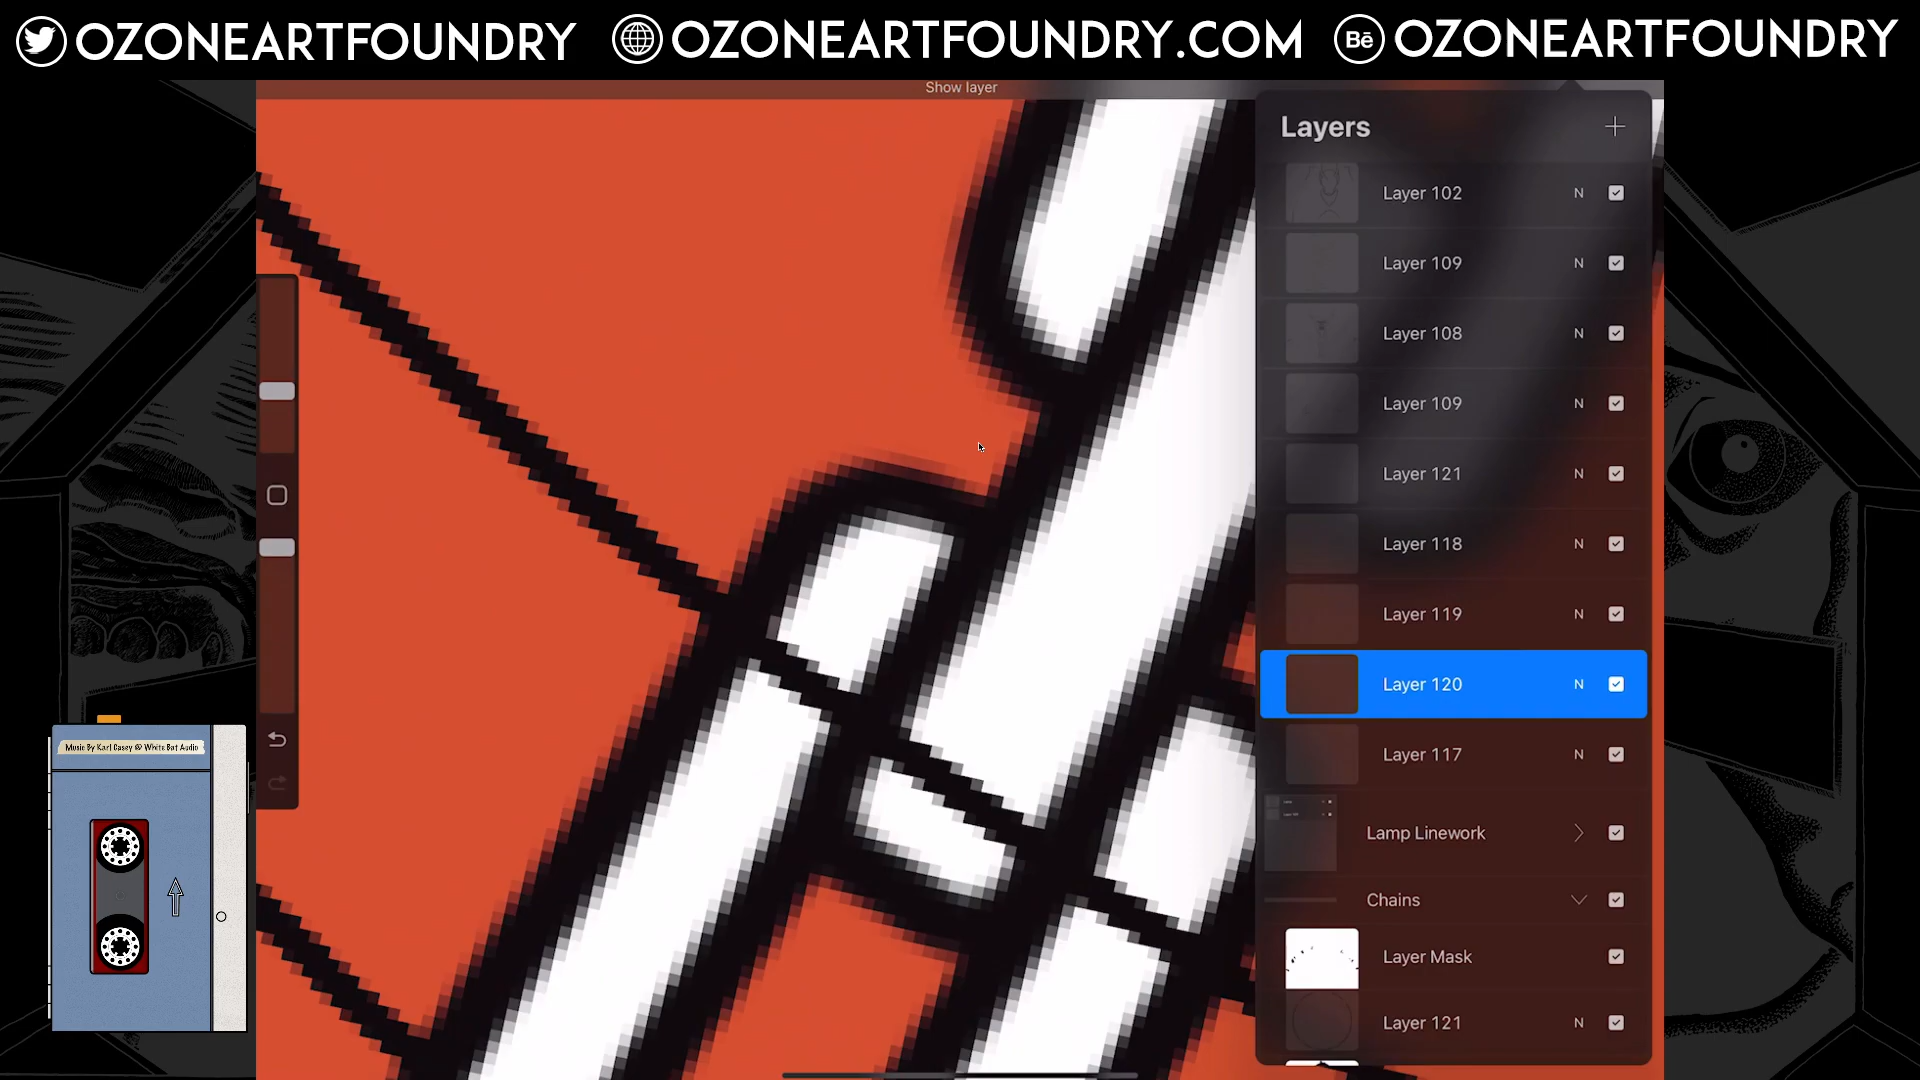 OZONEARTFOUNDRY OZONEARTFOUNDRY.COM Bē OZONEARTFOUNDRY
Show layer
Layers
Layer 102 N
Layer 109 N
Layer 108 N
Layer 109 N
Layer 121 N
Layer 118 N
Layer 119 N
Layer 120 N
Layer 117 N
Lamp Linework
Chains
Layer Mask
Layer 121 N
Music By Karl Casey @ White Bat Audio